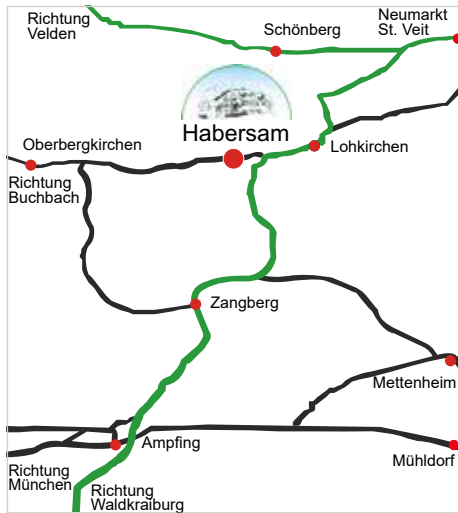 Richtung
Velden
Schönberg
Neumarkt
St. Veit
Habersam
Oberbergkirchen
Lohkirchen
Richtung
Buchbach
Zangberg
Mettenheim
Ampfing
Mühldorf
Richtung
München
Richtung
Waldkraiburg